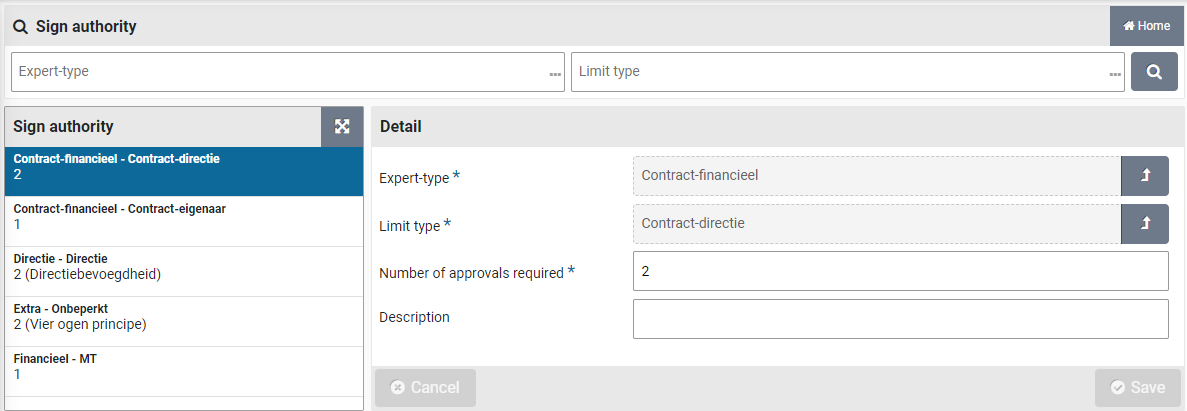 Sign authority
Home
Expert-type ...
Limit type ...
Sign authority
Contract-financieel - Contract-directie
2
Contract-financieel - Contract-eigenaar
1
Directie - Directie
2 (Directiebevoegdheid)
Extra - Onbeperkt
2 (Vier ogen principe)
Financieel - MT
1
Detail
Expert-type * Contract-financieel
Limit type * Contract-directie
Number of approvals required * 2
Description
Cancel
Save